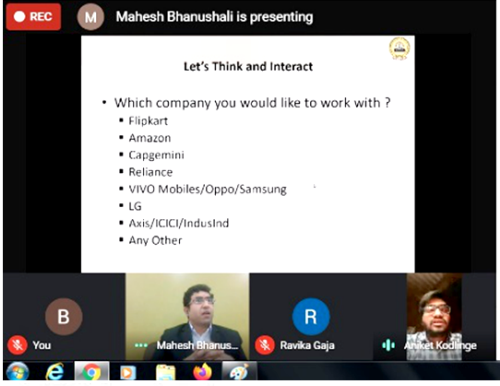 REC
M
Mahesh Bhanushali is presenting
Let's Think and Interact
• Which company you would like to work with ?
▪ Flipkart
▪ Amazon
▪ Capgemini
▪ Reliance
▪ VIVO Mobiles/Oppo/Samsung
▪ LG
▪ Axis/ICICI/IndusInd
▪ Any Other
B
R
You
Mahesh Bhanus...
Ravika Gaja
Aniket Kodlinge